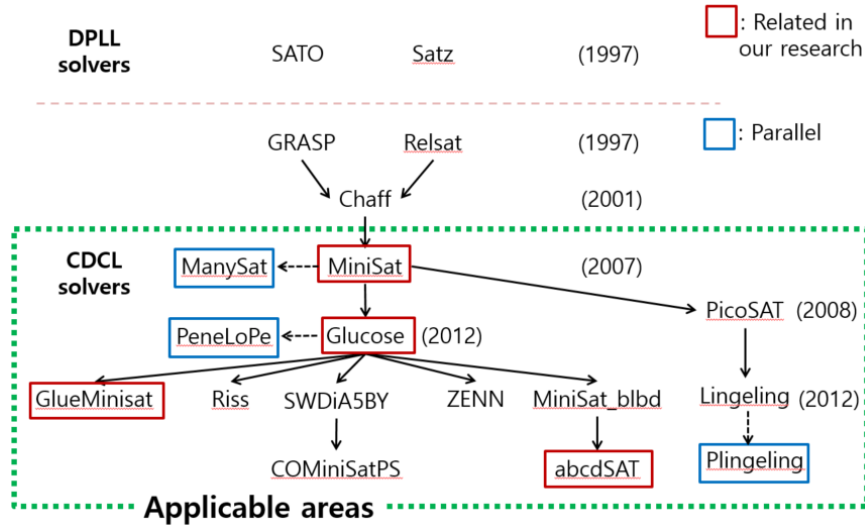 DPLL
solvers
SATO Satz (1997)
: Related in
our research
GRASP Relsat (1997)
: Parallel
Chaff (2001)
CDCL
solvers
ManySat MiniSat (2007)
PicoSAT (2008)
PeneLoPe Glucose (2012)
GlueMinisat Riss SWDiA5BY ZENN MiniSat_blbd Lingeling (2012)
COMiniSatPS abcdSAT Plingeling
Applicable areas